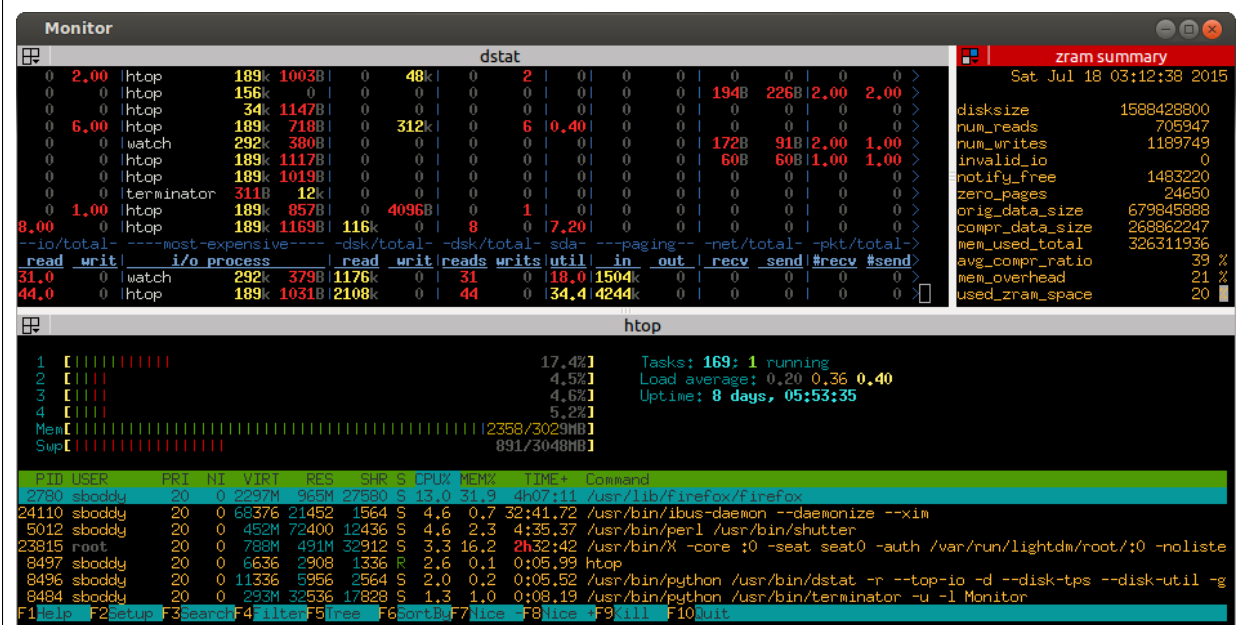 Monitor
dstat
0 2.00 |htop 189k 1003B| 0 48k| 0 2 | 0| 0 0 | 0 0 | 0 0 >
0 0 |htop 156k 0 | 0 0 | 0 0 | 0| 0 0 | 194B 226B|2.00 2.00 >
0 0 |htop 34k 1147B| 0 0 | 0 0 | 0| 0 0 | 0 0 | 0 0 >
0 6.00 |htop 189k 718B| 0 312k| 0 6 |0.40| 0 0 | 0 0 | 0 0 >
0 0 |watch 292k 380B| 0 0 | 0 0 | 0| 0 0 | 172B 91B|2.00 1.00 >
0 0 |htop 189k 1117B| 0 0 | 0 0 | 0| 0 0 | 60B 60B|1.00 1.00 >
0 0 |htop 189k 1019B| 0 0 | 0 0 | 0| 0 0 | 0 0 | 0 0 >
0 0 |terminator 311B 12k| 0 0 | 0 0 | 0| 0 0 | 0 0 | 0 0 >
0 1.00 |htop 189k 857B| 0 4096B| 0 1 | 0| 0 0 | 0 0 | 0 0 >
8.00 0 |htop 189k 1169B| 116k 0 | 8 0 |7.20| 0 0 | 0 0 | 0 0 >
--io/total- ----most-expensive---- -dsk/total- -dsk/total- sda- ---paging-- -net/total- -pkt/total->
read writ| i/o process | read writ|reads writs|util| in out | recv send|#recv #send>
31.0 0 |watch 292k 379B|1176k 0 | 31 0 |18.0|1504k 0 | 0 0 | 0 0 >
44.0 0 |htop 189k 1031B|2108k 0 | 44 0 |34.4|4244k 0 | 0 0 | 0 0 >
zram summary
Sat Jul 18 03:12:38 2015
disksize 1588428800
num_reads 705947
num_writes 1189749
invalid_io 0
notify_free 1483220
zero_pages 24650
orig_data_size 679845888
compr_data_size 268862247
mem_used_total 326311936
avg_compr_ratio 39 %
mem_overhead 21 %
used_zram_space 20 %
htop
1 [||||||||||||| 17.4%]
2 [|||| 4.5%]
3 [|||| 4.6%]
4 [|||| 5.2%]
Mem[||||||||||||||||||||||||||||||||||||||||||||||||2358/3029MB]
Swp[|||||||||||||||||| 891/3048MB]
Tasks: 169; 1 running
Load average: 0.20 0.36 0.40
Uptime: 8 days, 05:53:35
PID USER PRI NI VIRT RES SHR S CPU% MEM% TIME+ Command
2780 sboddy 20 0 2297M 965M 27580 S 13.0 31.9 4h07:11 /usr/lib/firefox/firefox
24110 sboddy 20 0 68376 21452 1564 S 4.6 0.7 32:41.72 /usr/bin/ibus-daemon --daemonize --xim
5012 sboddy 20 0 452M 72400 12436 S 4.6 2.3 4:35.37 /usr/bin/perl /usr/bin/shutter
23815 root 20 0 788M 491M 32912 S 3.3 16.2 2h32:42 /usr/bin/X -core :0 -seat seat0 -auth /var/run/lightdm/root/:0 -noliste
8497 sboddy 20 0 6636 2908 1336 R 2.6 0.1 0:05.99 htop
8496 sboddy 20 0 11336 5956 2564 S 2.0 0.2 0:05.52 /usr/bin/python /usr/bin/dstat -r --top-io -d --disk-tps --disk-util -g
8484 sboddy 20 0 293M 32536 17828 S 1.3 1.0 0:08.19 /usr/bin/python /usr/bin/terminator -u -l Monitor
F1Help F2Setup F3SearchF4FilterF5Tree F6SortByF7Nice -F8Nice +F9Kill F10Quit